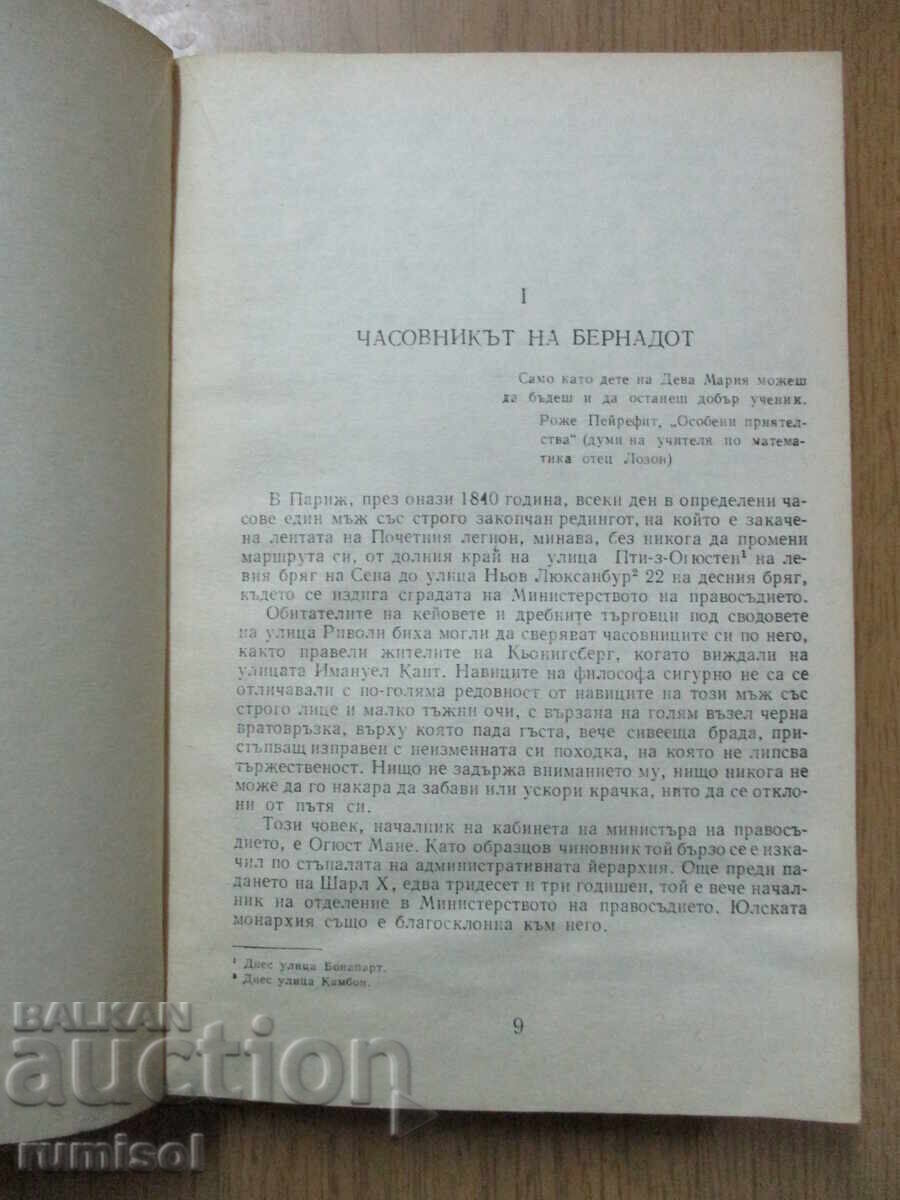 I
ЧАСОВНИКЪТ НА БЕРНАДОТ
Само като дете на Дева Мария можеш
да бъдеш и да останеш добър ученик.
Роже Пейрефит, „Особени приятел-
ства“ (думи на учителя по матема-
тика отец Лозон)
В Париж, през онази 1840 година, всеки ден в определени ча-
сове един мъж със строго закопчан редингот, на който е закаче-
на лентата на Почетния легион, минава, без никога да промени
маршрута си, от долния край на улица Пти-з-Огюстен¹ на ле-
вия бряг на Сена до улица Ньов Люксанбур² 22 на десния бряг,
където се издига сградата на Министерството на правосъдието.
Обитателите на кейовете и дребните търговци под сводовете
на улица Риволи биха могли да сверяват часовниците си по него,
както правели жителите на Кьонигсберг, когато виждали на
улицата Имануел Кант. Навиците на философа сигурно не са се
отличавали с по-голяма редовност от навиците на този мъж със
строго лице и малко тъжни очи, с вързана на голям възел черна
вратовръзка, върху която пада гъста, вече сивееща брада, при-
стъпващ изправен с неизменната си походка, на която не липсва
тържественост. Нищо не задържа вниманието му, нищо никога не
може да го накара да забави или ускори крачка, нито да се откло-
ни от пътя си.
Този човек, началник на кабинета на министъра на правосъ-
дието, е Огюст Мане. Като образцов чиновник той бързо се е изка-
чил по стъпалата на административната йерархия. Още преди па-
дането на Шарл X, едва тридесет и три годишен, той е вече начал-
ник на отделение в Министерството на правосъдието. Юлската
монархия също е благосклонна към него.
¹ Днес улица Бонапарт.
² Днес улица Камбон.
9
BALKAN
auction
rumisol